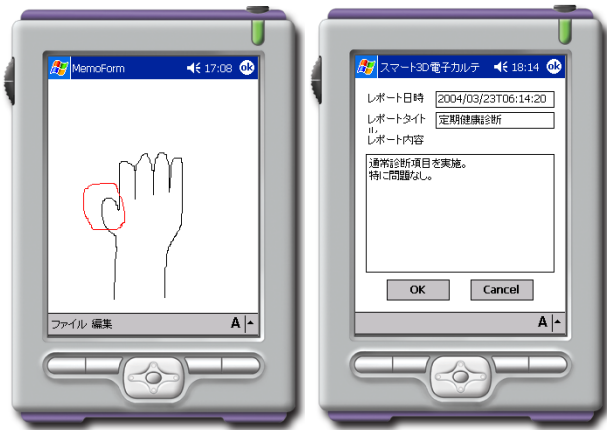 MemoForm 17:08 ok
ファイル 編集 A
スマート3D電子カルテ 18:14 ok
レポート日時 2004/03/23T06:14:20
レポートタイト 定期健康診断
ル
レポート内容
通常診断項目を実施。
特に問題なし。
OK Cancel
A